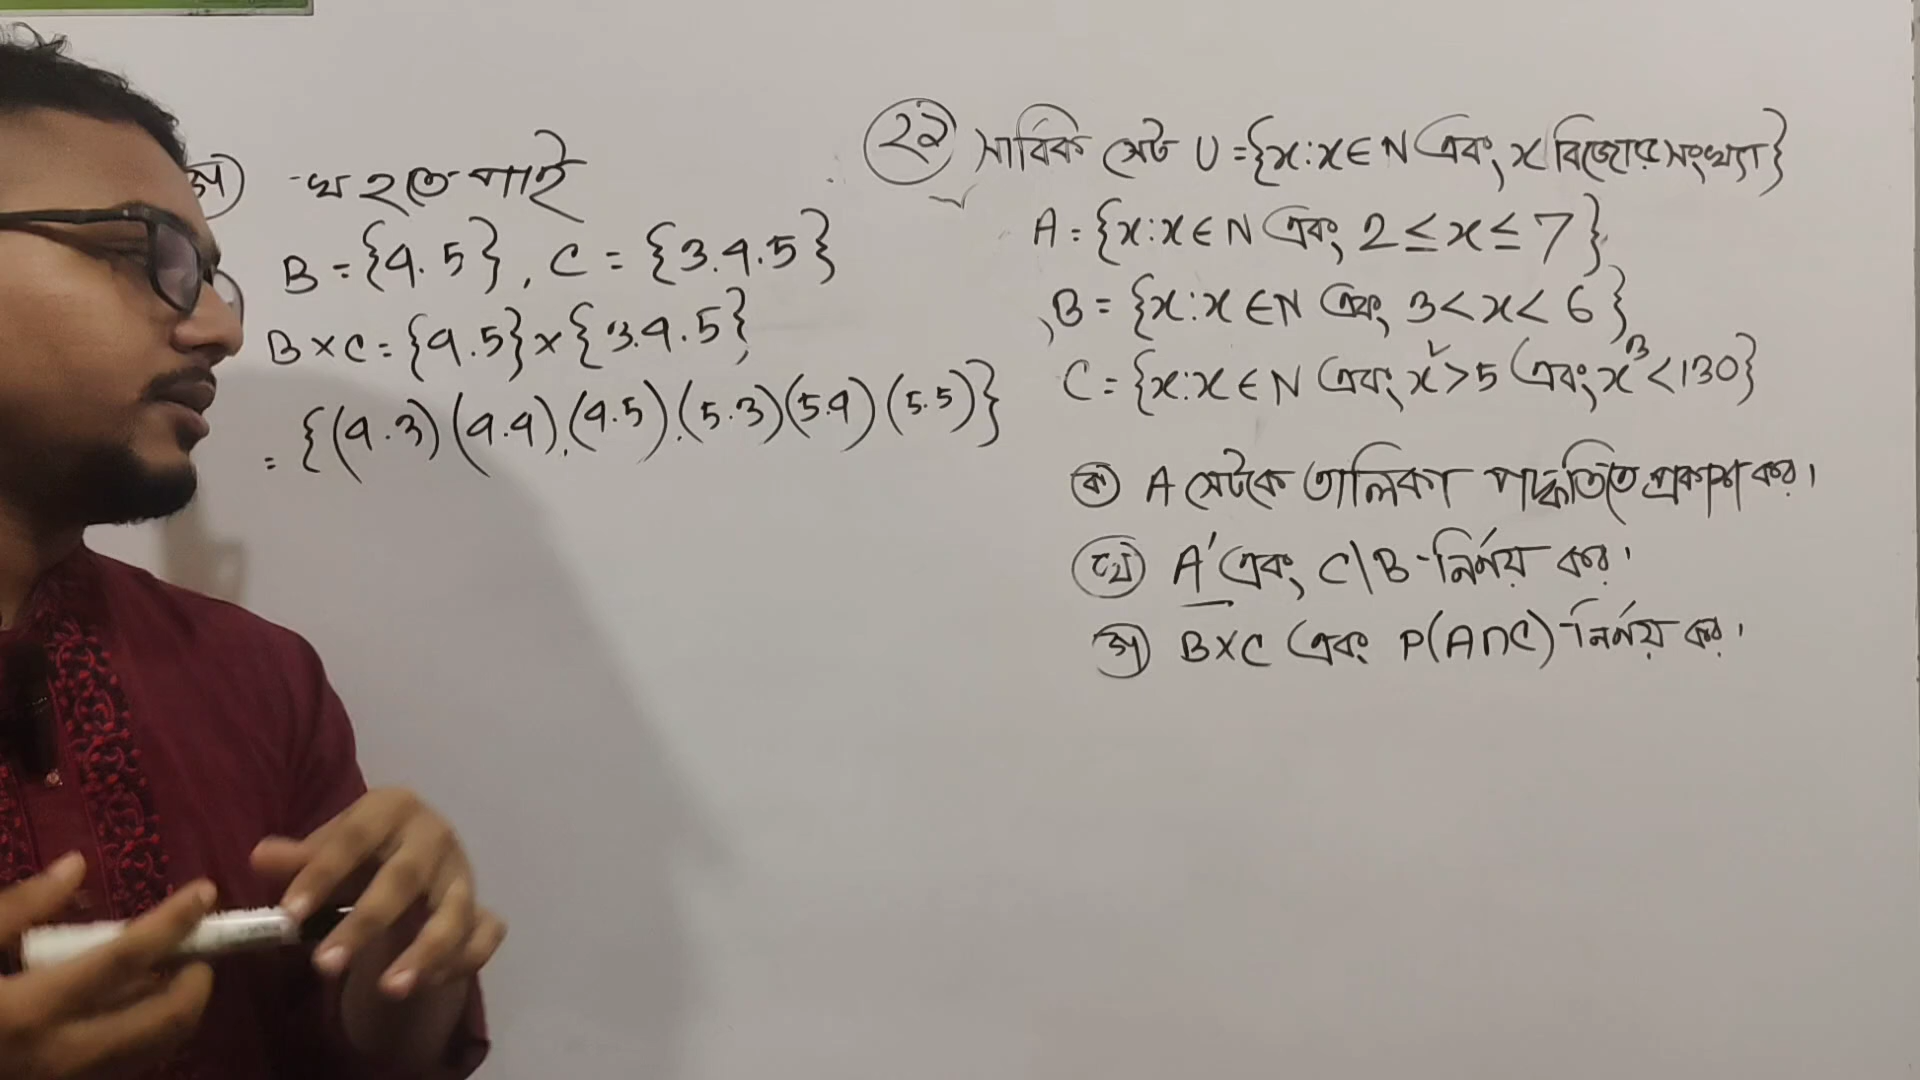 গ) খ হতে পাই
B = {4. 5}, C = {3.4.5}
B×C = {4.5}×{3.4.5}
= {(4.3)(4.4),(4.5),(5.3)(5.4)(5.5)}
২২ সার্বিক সেট U = {x:x∈N এবং x বিজোড় সংখ্যা}
A = {x:x∈N এবং 2 ≤ x ≤ 7}
B = {x:x∈N এবং 3 < x < 6}
C = {x:x∈N এবং x² > 5 এবং x³ < 130}
ক A সেটকে তালিকা পদ্ধতিতে প্রকাশ কর।
খ A′ এবং C\B নির্ণয় কর।
গ B×C এবং P(A∩C) নির্ণয় কর।